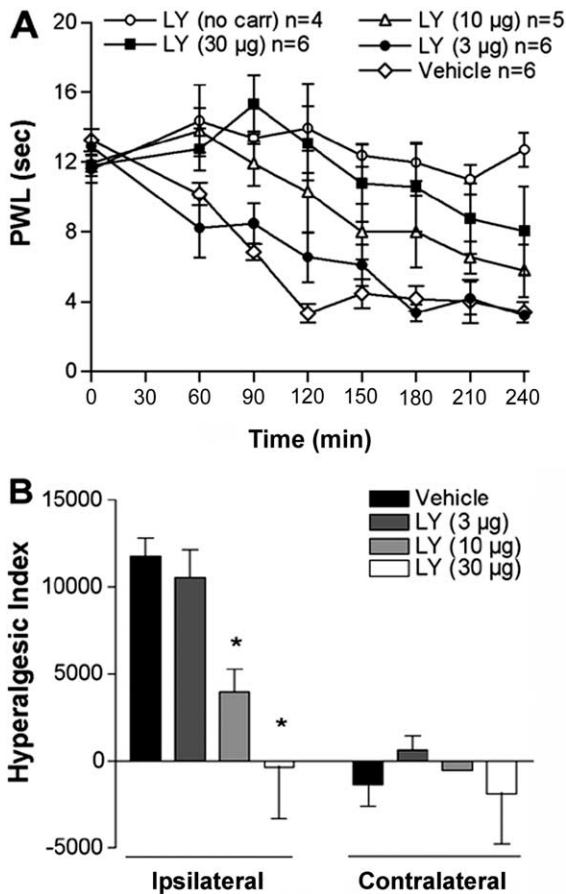 A
LY (no carr) n=4
LY (10 µg) n=5
LY (30 µg) n=6
LY (3 µg) n=6
Vehicle n=6
20
16
12
8
4
0
PWL (sec)
0 30 60 90 120 150 180 210 240
Time (min)
B
15000
10000
5000
0
-5000
Hyperalgesic Index
Vehicle
LY (3 µg)
LY (10 µg)
LY (30 µg)
*
*
Ipsilateral Contralateral